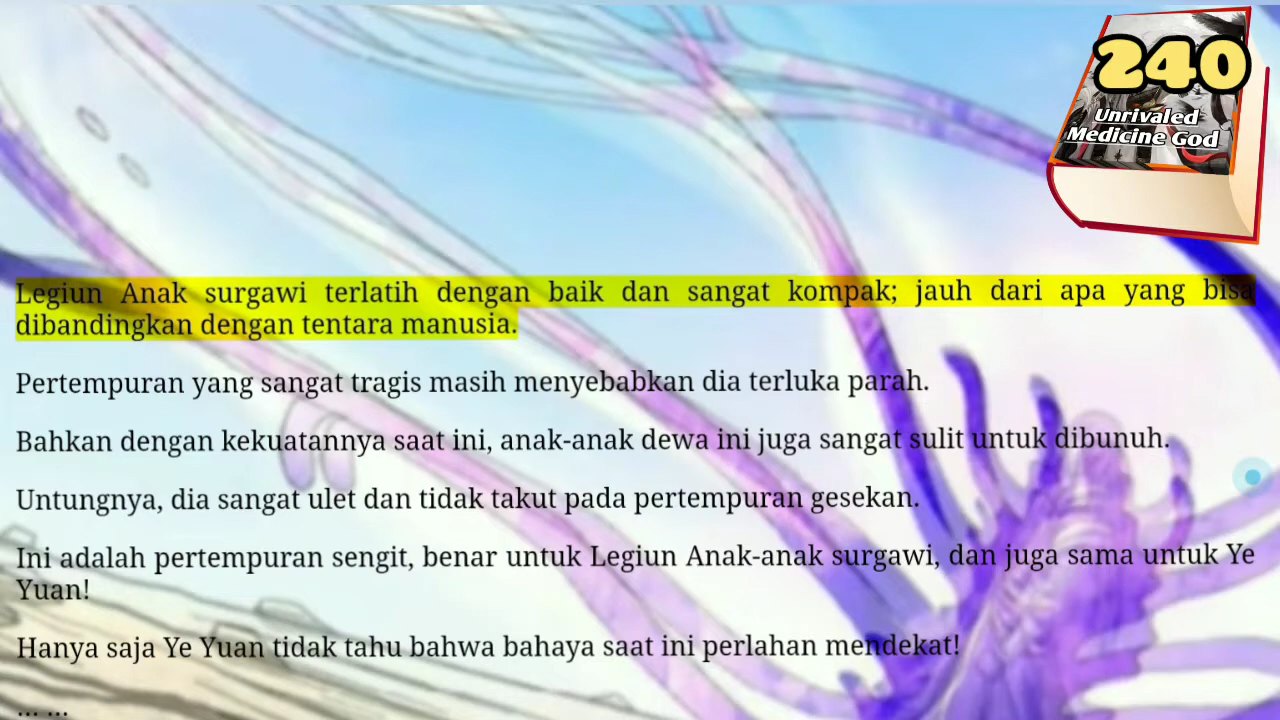 240
Unrivaled
Medicine God
Legiun Anak surgawi terlatih dengan baik dan sangat kompak; jauh dari apa yang bisa
dibandingkan dengan tentara manusia.
Pertempuran yang sangat tragis masih menyebabkan dia terluka parah.
Bahkan dengan kekuatannya saat ini, anak-anak dewa ini juga sangat sulit untuk dibunuh.
Untungnya, dia sangat ulet dan tidak takut pada pertempuran gesekan.
Ini adalah pertempuran sengit, benar untuk Legiun Anak-anak surgawi, dan juga sama untuk Ye
Yuan!
Hanya saja Ye Yuan tidak tahu bahwa bahaya saat ini perlahan mendekat!
... ...